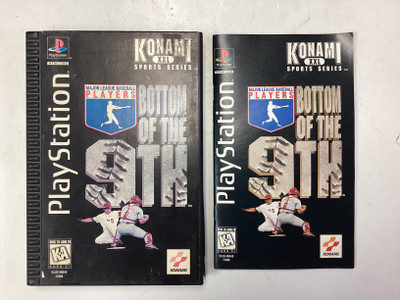 PlayStation
KONAMI
XXL
SPORTS SERIES
MAJOR LEAGUE BASEBALL
PLAYERS
BOTTOM
OF THE
9TH
K-A
KONAMI
PlayStation
KONAMI
XXL
SPORTS SERIES
MAJOR LEAGUE BASEBALL
PLAYERS
BOTTOM
OF THE
9TH
K-A
KONAMI